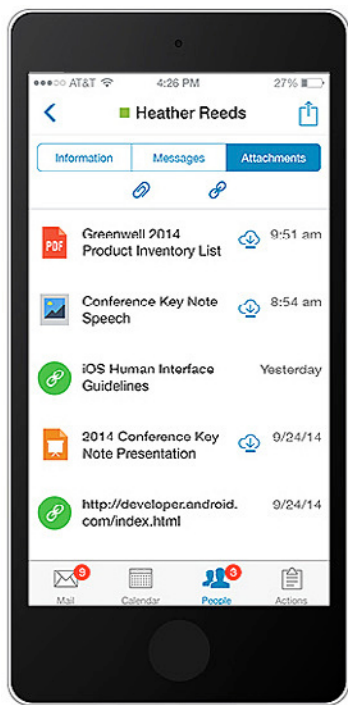 AT&T 4:26 PM 27%
Heather Reeds
Information Messages Attachments
PDF Greenwell 2014 9:51 am
Product Inventory List
Conference Key Note 8:54 am
Speech
iOS Human Interface Yesterday
Guidelines
2014 Conference Key 9/24/14
Note Presentation
http://developer.android. 9/24/14
com/index.html
9 3
Mail Calendar People Actions